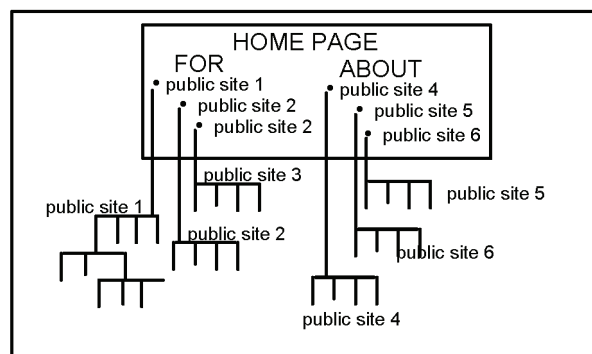 HOME PAGE
FOR
public site 1
public site 2
public site 2
ABOUT
public site 4
public site 5
public site 6
public site 3
public site 1
public site 2
public site 5
public site 6
public site 4